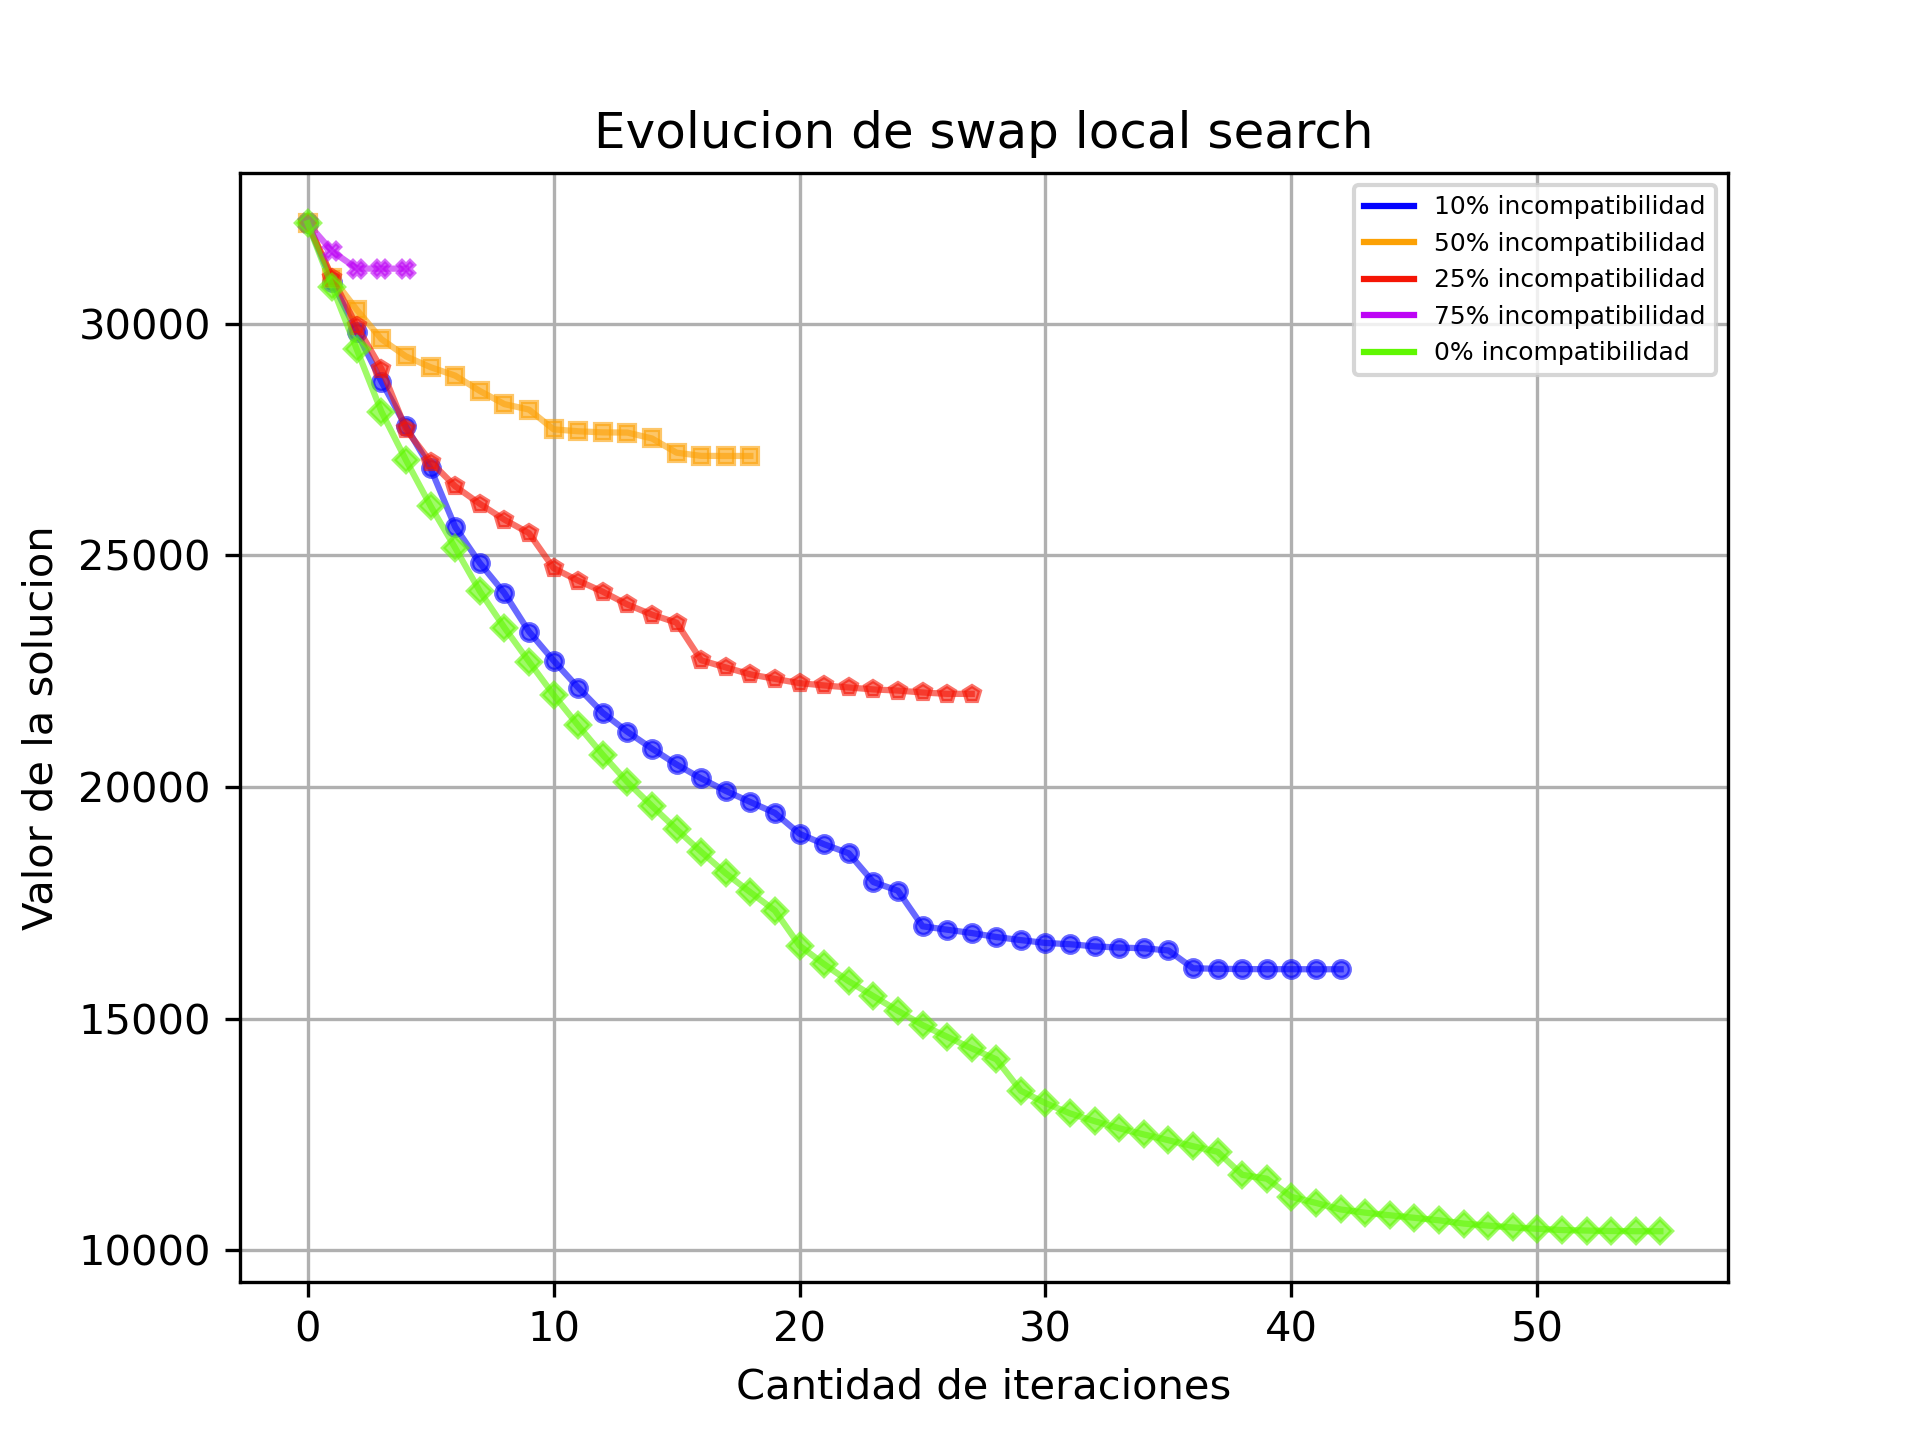 Evolucion de swap local search
10% incompatibilidad
50% incompatibilidad
25% incompatibilidad
75% incompatibilidad
0% incompatibilidad
Valor de la solucion
30000
25000
20000
15000
10000
0 10 20 30 40 50
Cantidad de iteraciones